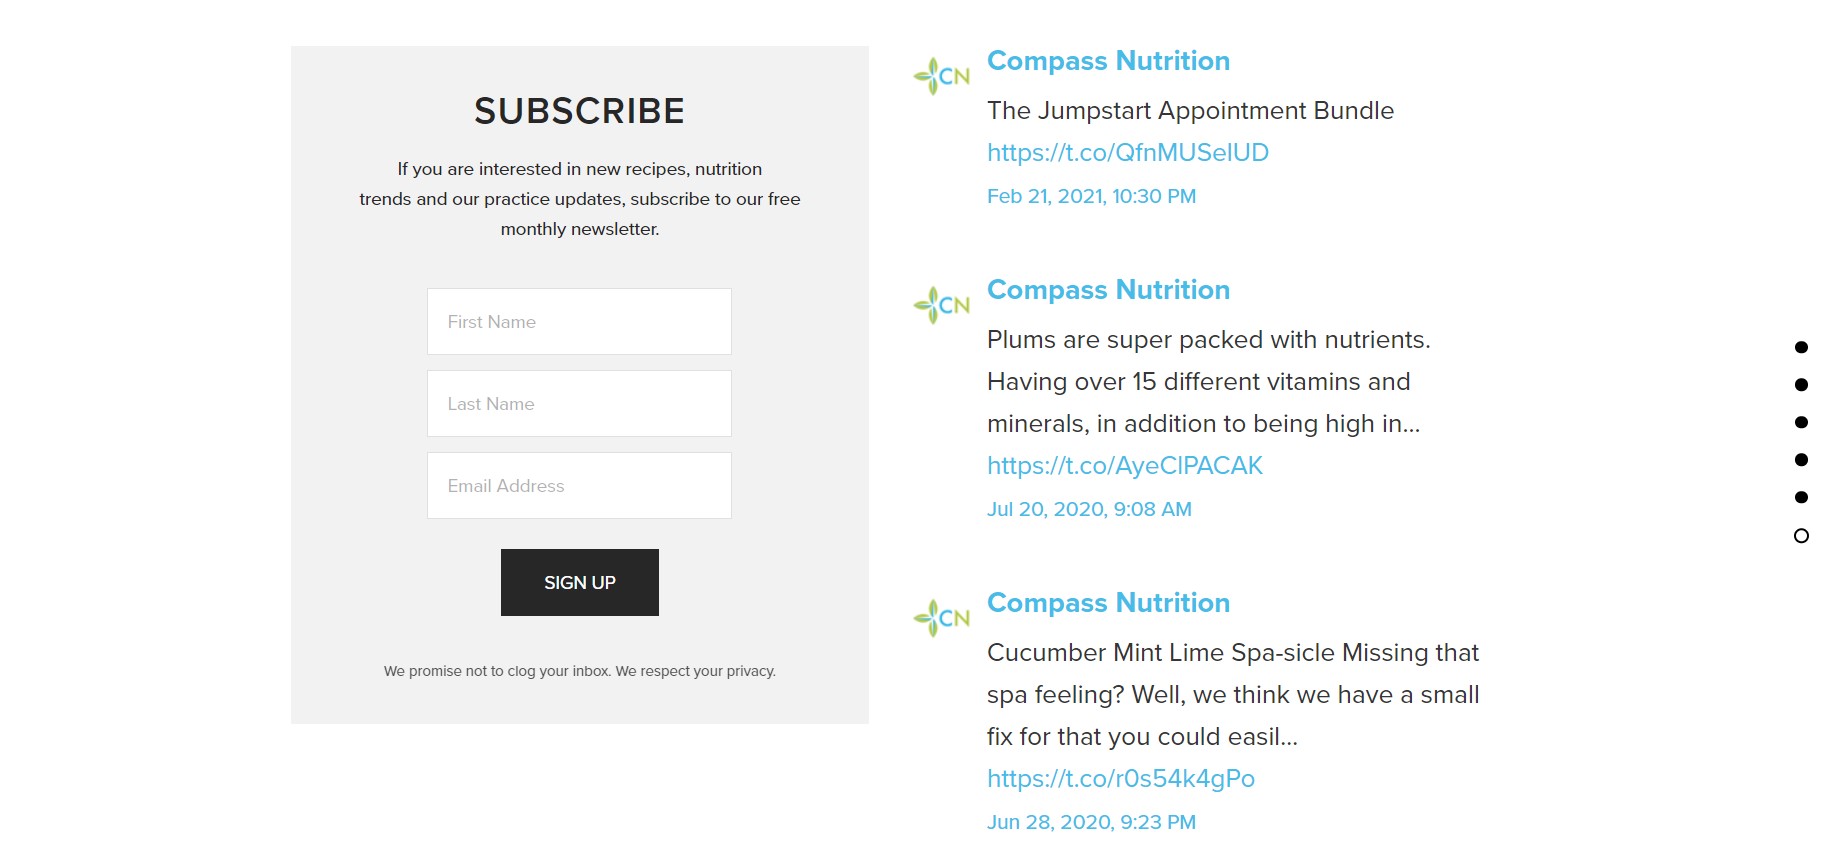 SUBSCRIBE
If you are interested in new recipes, nutrition
trends and our practice updates, subscribe to our free
monthly newsletter.
First Name
Last Name
Email Address
SIGN UP
We promise not to clog your inbox. We respect your privacy.
CN
Compass Nutrition
The Jumpstart Appointment Bundle
https://t.co/QfnMUSelUD
Feb 21, 2021, 10:30 PM
CN
Compass Nutrition
Plums are super packed with nutrients.
Having over 15 different vitamins and
minerals, in addition to being high in...
https://t.co/AyeClPACAK
Jul 20, 2020, 9:08 AM
CN
Compass Nutrition
Cucumber Mint Lime Spa-sicle Missing that
spa feeling? Well, we think we have a small
fix for that you could easil...
https://t.co/r0s54k4gPo
Jun 28, 2020, 9:23 PM